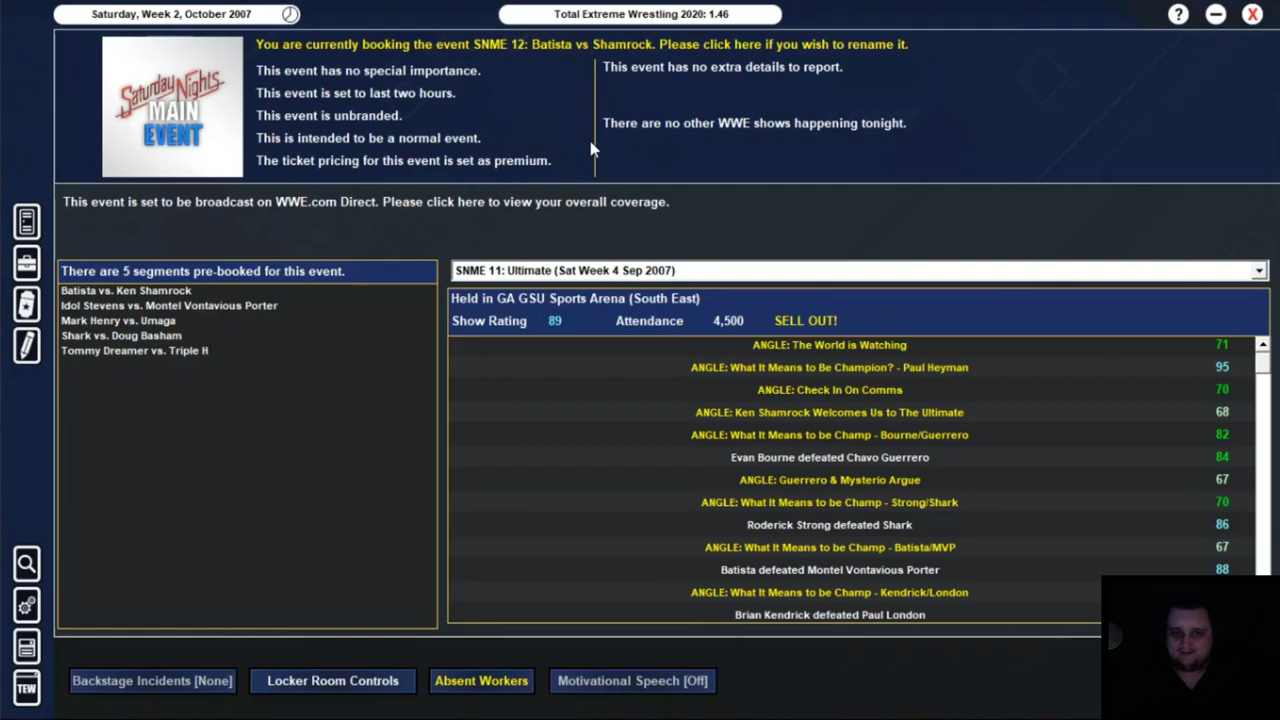 Saturday, Week 2, October 2007
Total Extreme Wrestling 2020: 1.46
?
X
Saturday Night's
MAIN
EVENT
You are currently booking the event SNME 12: Batista vs Shamrock. Please click here if you wish to rename it.
This event has no special importance.
This event is set to last two hours.
This event is unbranded.
This is intended to be a normal event.
The ticket pricing for this event is set as premium.
This event has no extra details to report.
There are no other WWE shows happening tonight.
This event is set to be broadcast on WWE.com Direct. Please click here to view your overall coverage.
There are 5 segments pre-booked for this event.
Batista vs. Ken Shamrock
Idol Stevens vs. Montel Vontavious Porter
Mark Henry vs. Umaga
Shark vs. Doug Basham
Tommy Dreamer vs. Triple H
SNME 11: Ultimate (Sat Week 4 Sep 2007)
Held in GA GSU Sports Arena (South East)
Show Rating 89 Attendance 4,500 SELL OUT!
ANGLE: The World is Watching 71
ANGLE: What It Means to Be Champion? - Paul Heyman 95
ANGLE: Check In On Comms 70
ANGLE: Ken Shamrock Welcomes Us to The Ultimate 68
ANGLE: What It Means to be Champ - Bourne/Guerrero 82
Evan Bourne defeated Chavo Guerrero 84
ANGLE: Guerrero & Mysterio Argue 67
ANGLE: What It Means to be Champ - Strong/Shark 70
Roderick Strong defeated Shark 86
ANGLE: What It Means to be Champ - Batista/MVP 67
Batista defeated Montel Vontavious Porter 88
ANGLE: What It Means to be Champ - Kendrick/London
Brian Kendrick defeated Paul London
TEW
Backstage Incidents [None]
Locker Room Controls
Absent Workers
Motivational Speech [Off]